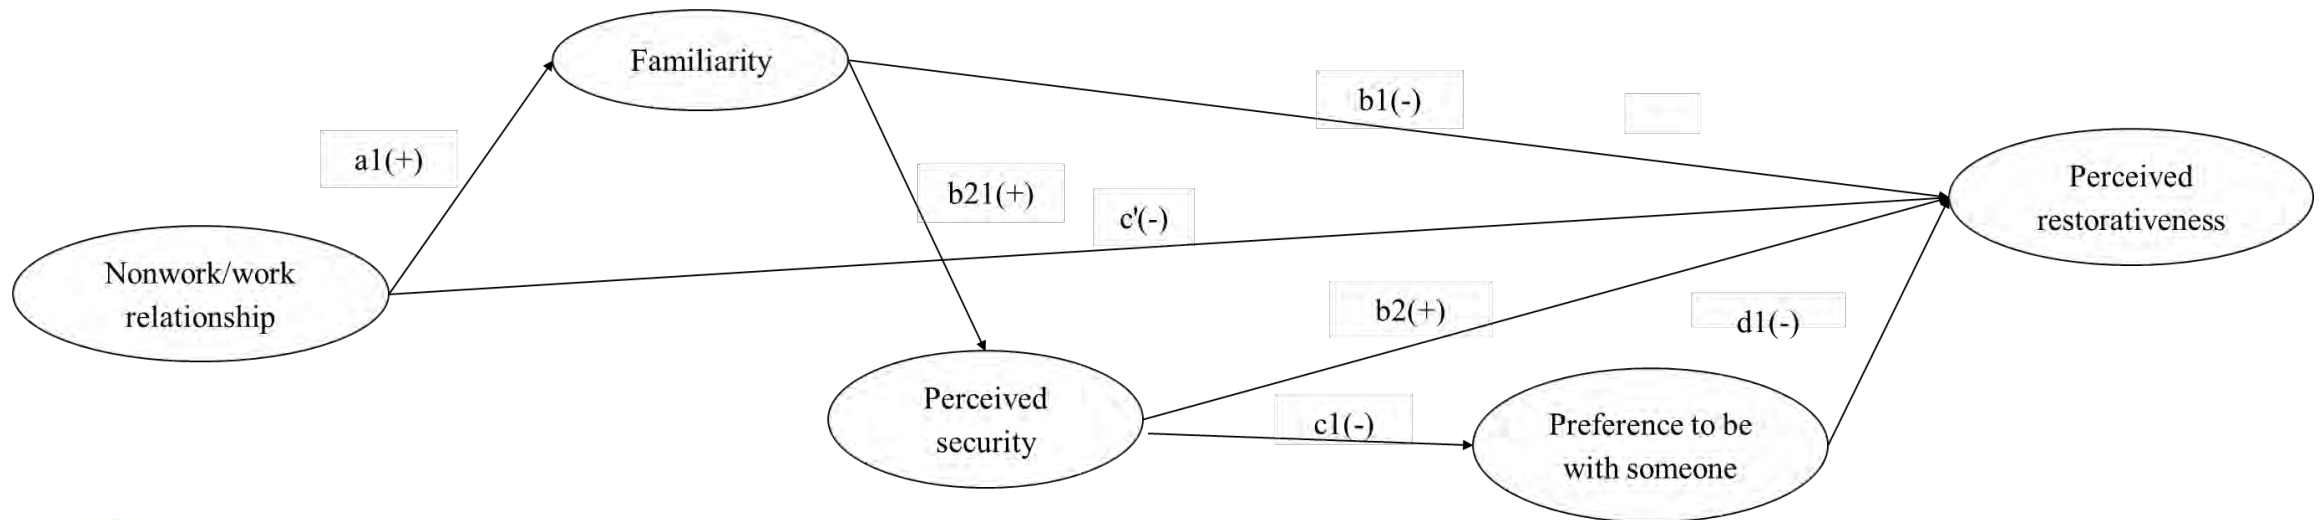 Familiarity
b1(-)
a1(+)
b21(+)
c'(-)
Perceived
restorativeness
Nonwork/work
relationship
b2(+)
d1(-)
Perceived
security
c1(-)
Preference to be
with someone